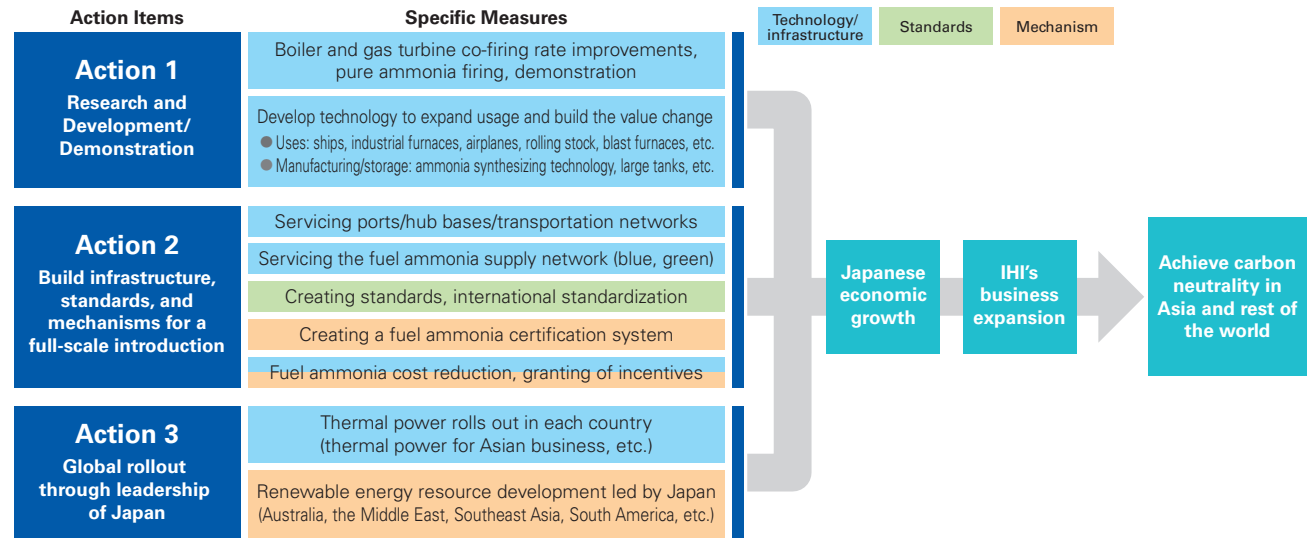 Action Items
Specific Measures
Technology/
infrastructure
Standards
Mechanism
Action 1
Research and
Development/
Demonstration
Boiler and gas turbine co-firing rate improvements,
pure ammonia firing, demonstration
Develop technology to expand usage and build the value change
● Uses: ships, industrial furnaces, airplanes, rolling stock, blast furnaces, etc.
● Manufacturing/storage: ammonia synthesizing technology, large tanks, etc.
Action 2
Build infrastructure,
standards, and
mechanisms for a
full-scale introduction
Servicing ports/hub bases/transportation networks
Servicing the fuel ammonia supply network (blue, green)
Creating standards, international standardization
Creating a fuel ammonia certification system
Fuel ammonia cost reduction, granting of incentives
Action 3
Global rollout
through leadership
of Japan
Thermal power rolls out in each country
(thermal power for Asian business, etc.)
Renewable energy resource development led by Japan
(Australia, the Middle East, Southeast Asia, South America, etc.)
Japanese
economic
growth
IHI's
business
expansion
Achieve carbon
neutrality in
Asia and rest of
the world